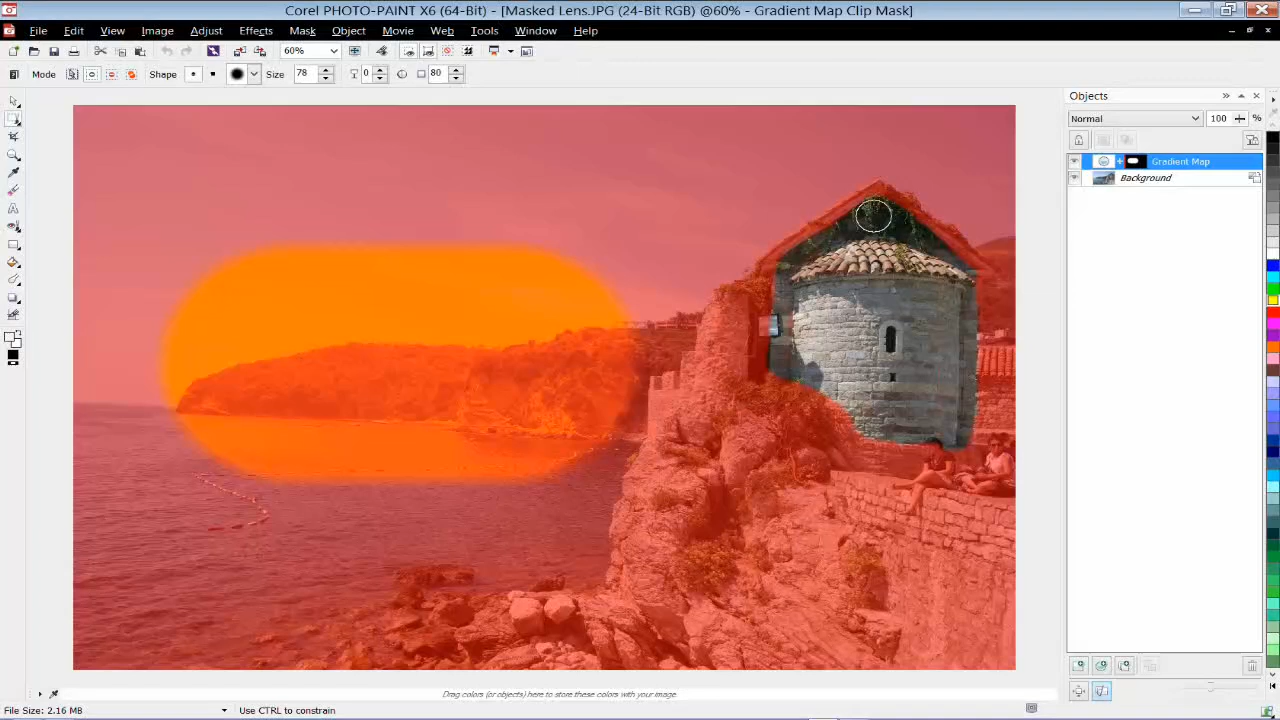 Corel PHOTO-PAINT X6 (64-Bit) - [Masked Lens.JPG (24-Bit RGB) @60% - Gradient Map Clip Mask]
File Edit View Image Adjust Effects Mask Object Movie Web Tools Window Help
60%
Mode Shape Size 78 0 80
Objects
Normal 100 %
Gradient Map
Background
Drag colors (or objects) here to store these colors with your image
File Size: 2.16 MB Use CTRL to constrain